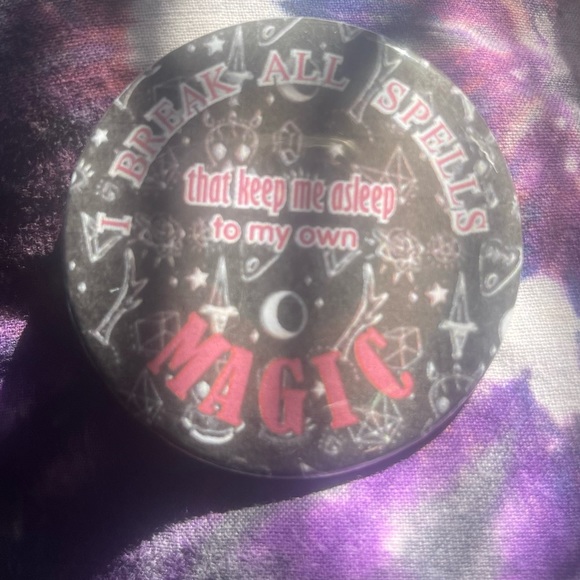 I BREAK ALL SPELLS
that keep me asleep
to my own
MAGIC